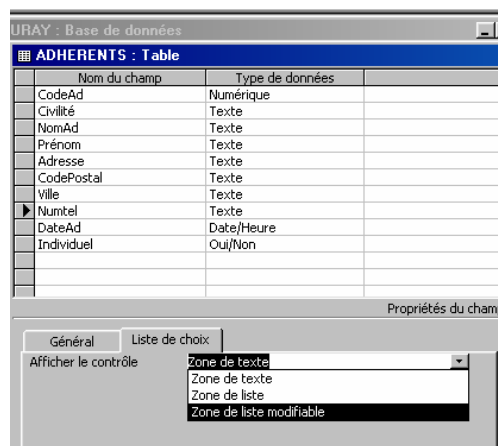 URAY : Base de données
ADHERENTS : Table
Nom du champ Type de données
CodeAd Numérique
Civilité Texte
NomAd Texte
Prénom Texte
Adresse Texte
CodePostal Texte
Ville Texte
Numtel Texte
DateAd Date/Heure
Individuel Oui/Non
Propriétés du cham
Général Liste de choix
Afficher le contrôle Zone de texte
Zone de texte
Zone de liste
Zone de liste modifiable